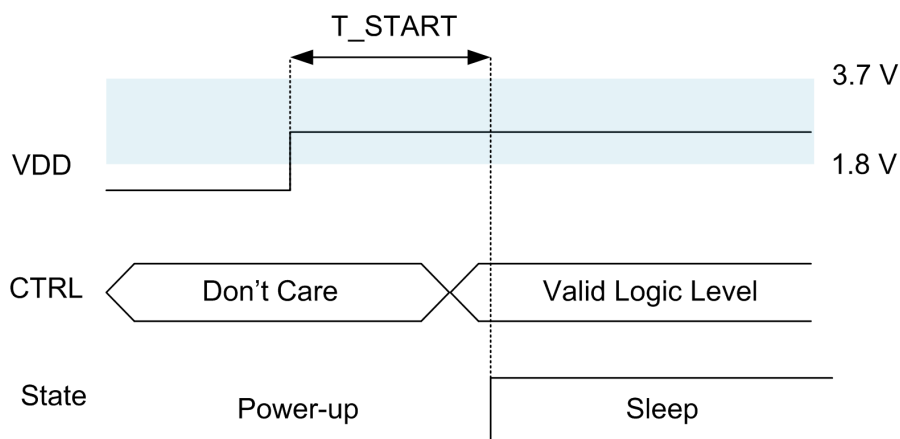 T_START
3.7 V
VDD
1.8 V
CTRL
Don't Care
Valid Logic Level
State
Power-up
Sleep